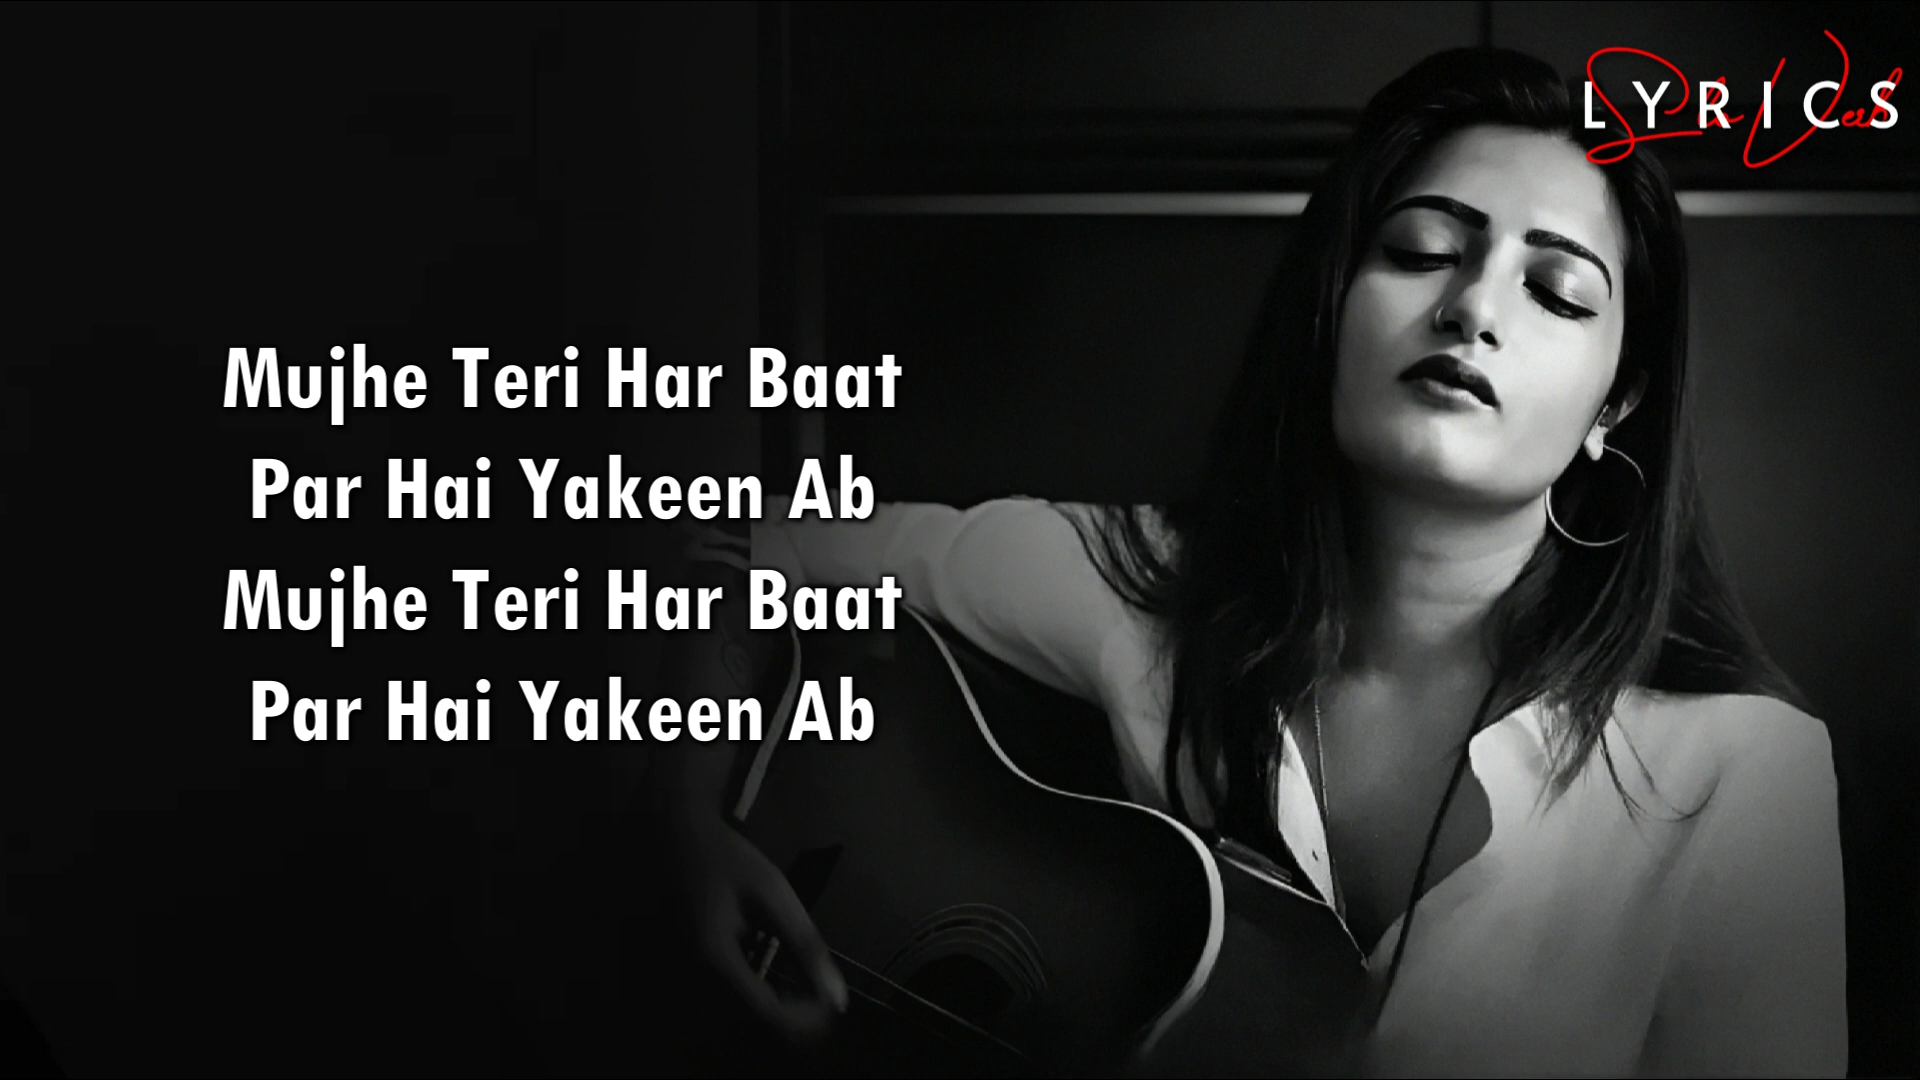 LYRICS
Mujhe Teri Har Baat
Par Hai Yakeen Ab
Mujhe Teri Har Baat
Par Hai Yakeen Ab